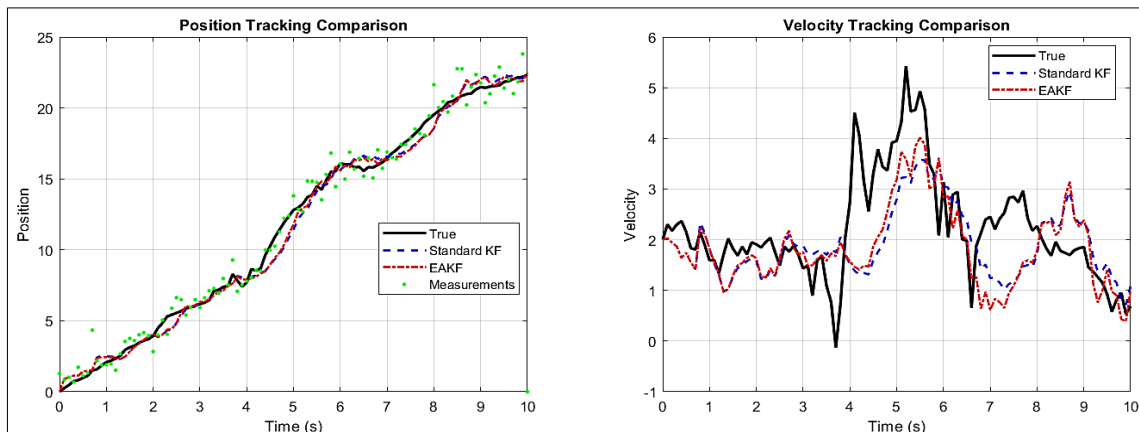 Position Tracking Comparison
25
20
15
10
5
0
Position
True
Standard KF
EAKF
Measurements
0 1 2 3 4 5 6 7 8 9 10
Time (s)
Velocity Tracking Comparison
6
5
4
3
2
1
0
-1
Velocity
True
Standard KF
EAKF
0 1 2 3 4 5 6 7 8 9 10
Time (s)